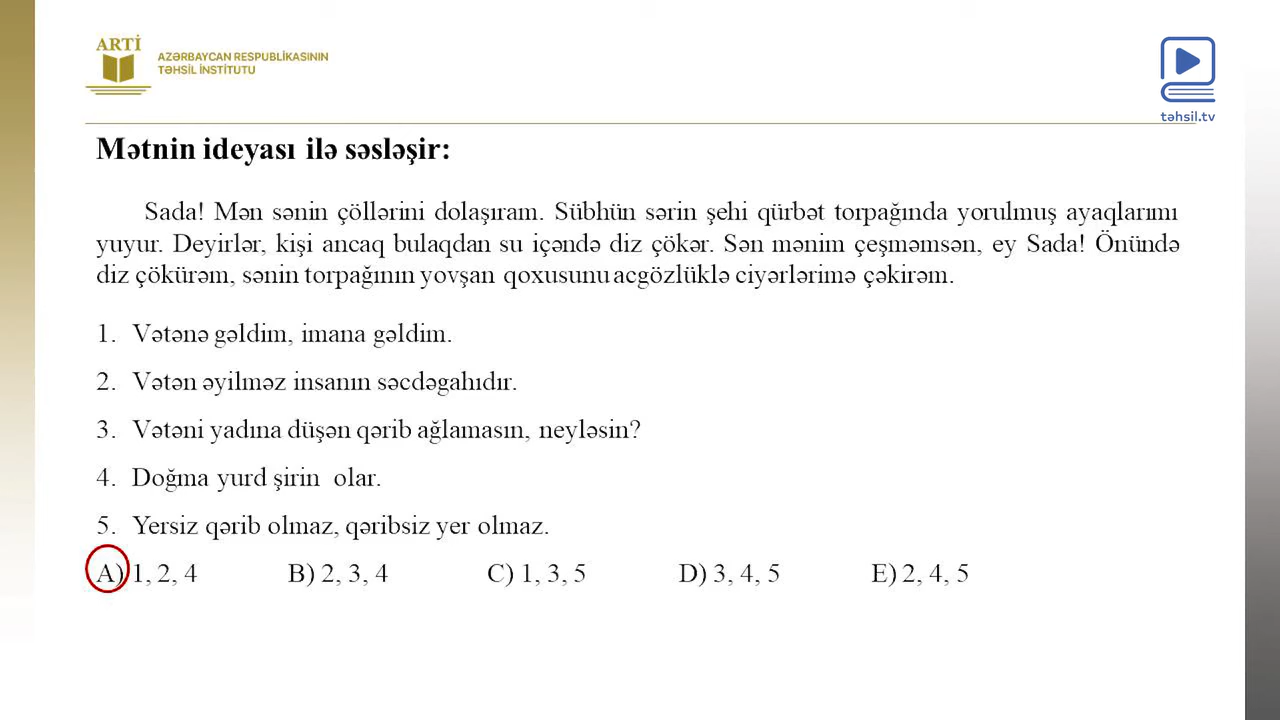 ARTİ
AZƏRBAYCAN RESPUBLİKASININ
TƏHSİL İNSTİTUTU
təhsil.tv
Mətnin ideyası ilə səsləşir:
Sada! Mən sənin çöllərini dolaşıram. Sübhün sərin şehi qürbət torpağında yorulmuş ayaqlarımı
yuyur. Deyirlər, kişi ancaq bulaqdan su içəndə diz çökər. Sən mənim çeşməmsən, ey Sada! Önündə
diz çökürəm, sənin torpağının yovşan qoxusunu acgözlüklə ciyərlərimə çəkirəm.
1. Vətənə gəldim, imana gəldim.
2. Vətən əyilməz insanın səcdəgahıdır.
3. Vətəni yadına düşən qərib ağlamasın, neyləsin?
4. Doğma yurd şirin olar.
5. Yersiz qərib olmaz, qəribsiz yer olmaz.
A) 1, 2, 4 B) 2, 3, 4 C) 1, 3, 5 D) 3, 4, 5 E) 2, 4, 5